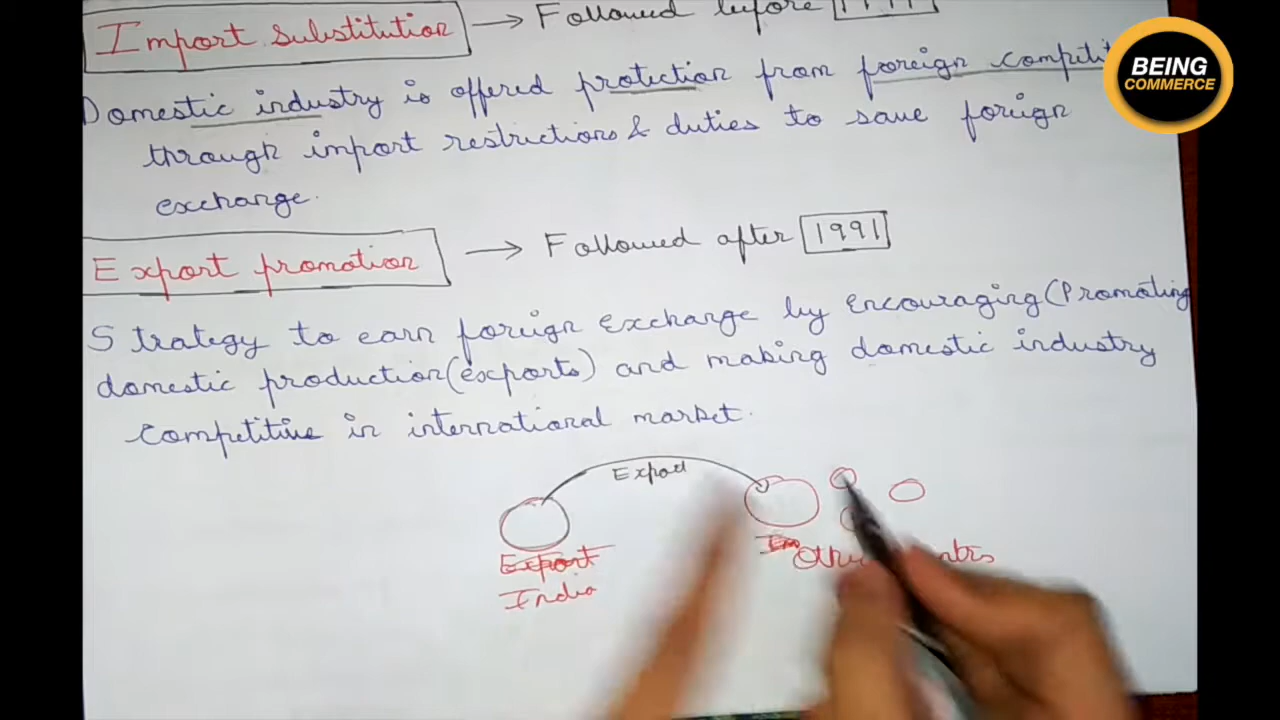 Import substitution → Followed before 1991
Domestic industry is offered protection from foreign competiti
through import restrictions & duties to save foreign
exchange.
Export promotion → Followed after 1991
Strategy to earn foreign exchange by encouraging (Promoting
domestic production (exports) and making domestic industry
competitive in international market.
Export
Export
India
BEING
COMMERCE